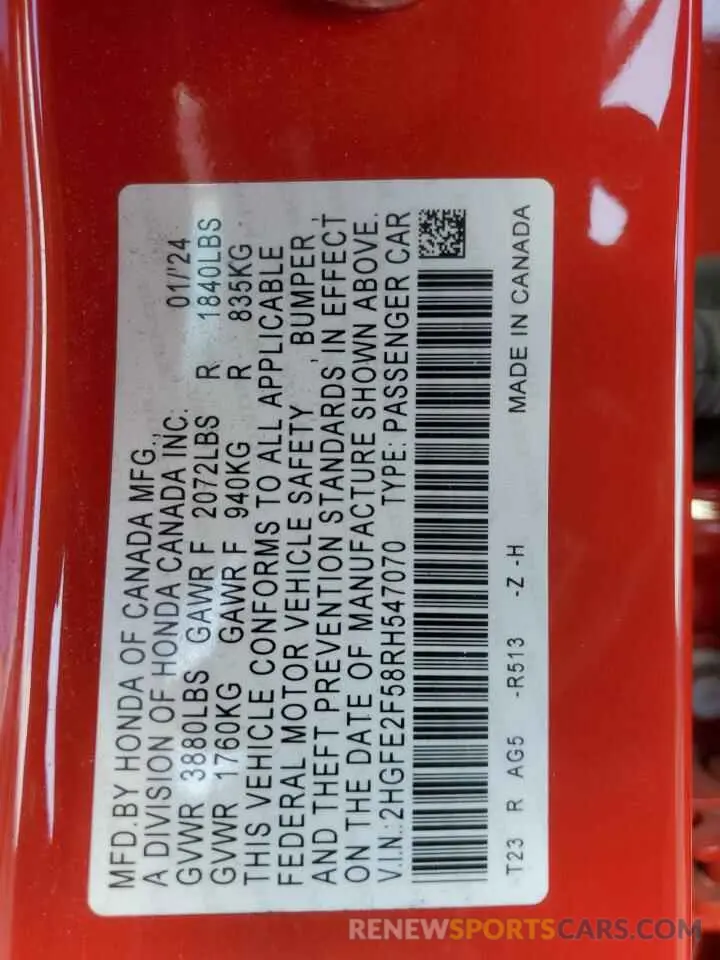 MFD.BY HONDA OF CANADA MFG.,
A DIVISION OF HONDA CANADA INC. 01/'24
GVWR 3880LBS GAWR F 2072LBS R 1840LBS
GVWR 1760KG GAWR F 940KG R 835KG
THIS VEHICLE CONFORMS TO ALL APPLICABLE
FEDERAL MOTOR VEHICLE SAFETY , BUMPER ,
AND THEFT PREVENTION STANDARDS IN EFFECT
ON THE DATE OF MANUFACTURE SHOWN ABOVE.
V.I.N.:2HGFE2F58RH547070 TYPE: PASSENGER CAR
T23 R AG5 -R513 -Z -H MADE IN CANADA
RENEWSPORTSCARS.COM